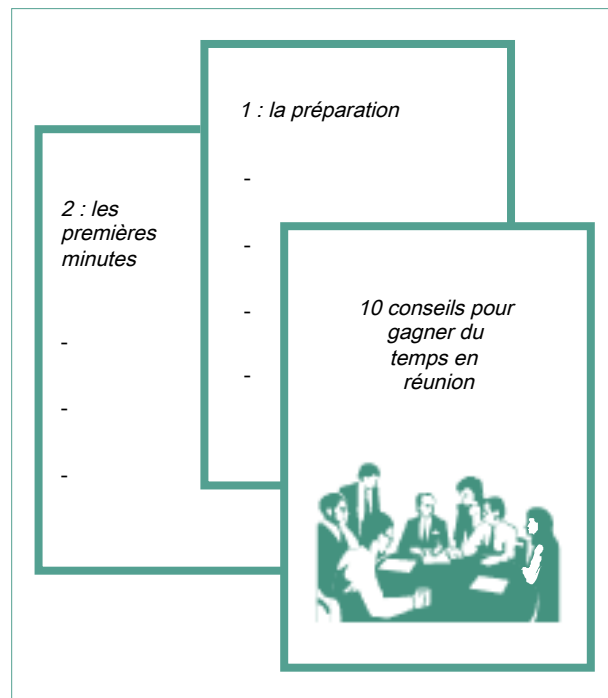 1 : la préparation
-
-
-
-
2 : les
premières
minutes
-
-
-
10 conseils pour
gagner du
temps en
réunion